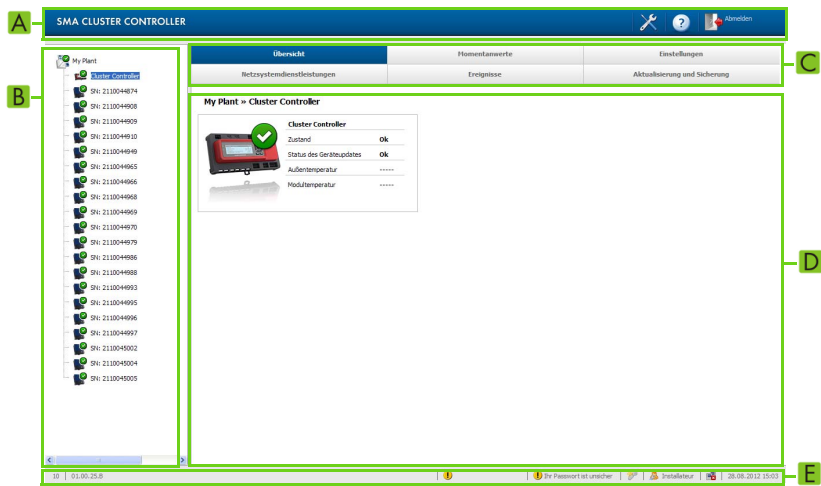 A
SMA CLUSTER CONTROLLER
?
Abmelden
B
My Plant
Cluster Controller
SN: 2110044874
SN: 2110044908
SN: 2110044909
SN: 2110044910
SN: 2110044949
SN: 2110044965
SN: 2110044966
SN: 2110044968
SN: 2110044969
SN: 2110044970
SN: 2110044979
SN: 2110044986
SN: 2110044988
SN: 2110044993
SN: 2110044995
SN: 2110044996
SN: 2110044997
SN: 2110045002
SN: 2110045004
SN: 2110045005
C
Übersicht Momentanwerte Einstellungen
Netzsystemdienstleistungen Ereignisse Aktualisierung und Sicherung
D
My Plant » Cluster Controller
Cluster Controller
Zustand Ok
Status des Geräteupdates Ok
Außentemperatur -----
Modultemperatur -----
10 | 01.00.25.B | ! | ! Ihr Passwort ist unsicher | Installateur | 28.08.2012 15:03
E